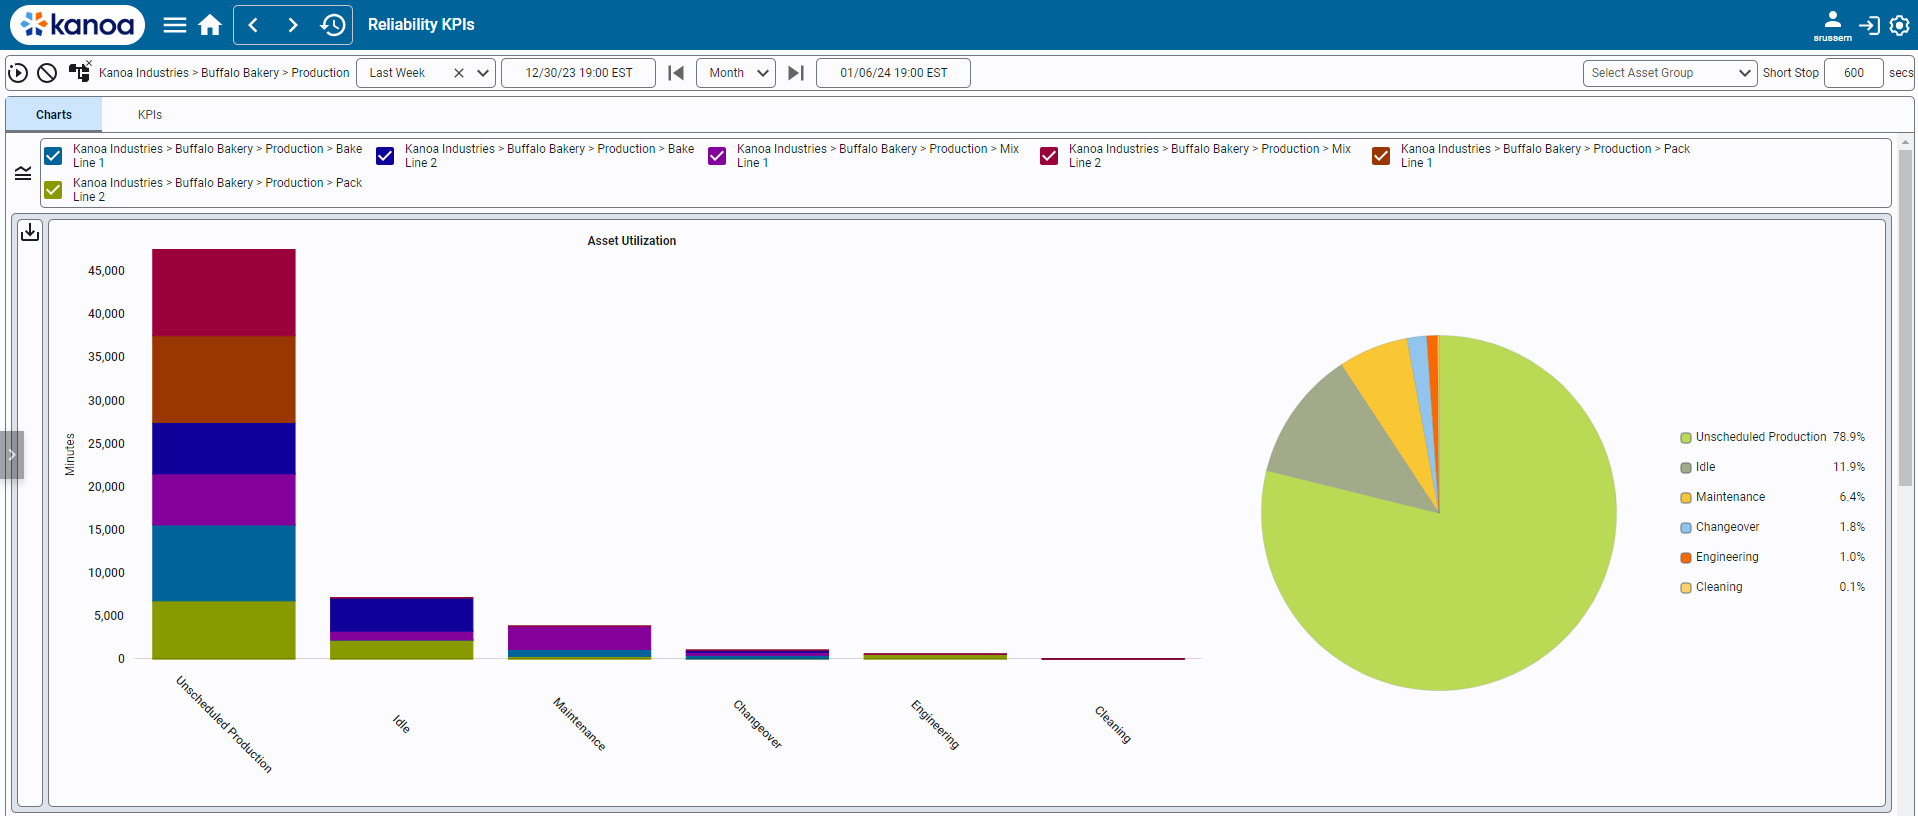 kanoa
Reliability KPIs
srussem
Kanoa Industries > Buffalo Bakery > Production
Last Week
12/30/23 19:00 EST
Month
01/06/24 19:00 EST
Select Asset Group
Short Stop
600
secs
Charts
KPIs
Kanoa Industries > Buffalo Bakery > Production > Bake
Line 1
Kanoa Industries > Buffalo Bakery > Production > Bake
Line 2
Kanoa Industries > Buffalo Bakery > Production > Mix
Line 1
Kanoa Industries > Buffalo Bakery > Production > Mix
Line 2
Kanoa Industries > Buffalo Bakery > Production > Pack
Line 1
Kanoa Industries > Buffalo Bakery > Production > Pack
Line 2
Asset Utilization
Minutes
45,000
40,000
35,000
30,000
25,000
20,000
15,000
10,000
5,000
0
Unscheduled Production
Idle
Maintenance
Changeover
Engineering
Cleaning
Unscheduled Production 78.9%
Idle 11.9%
Maintenance 6.4%
Changeover 1.8%
Engineering 1.0%
Cleaning 0.1%